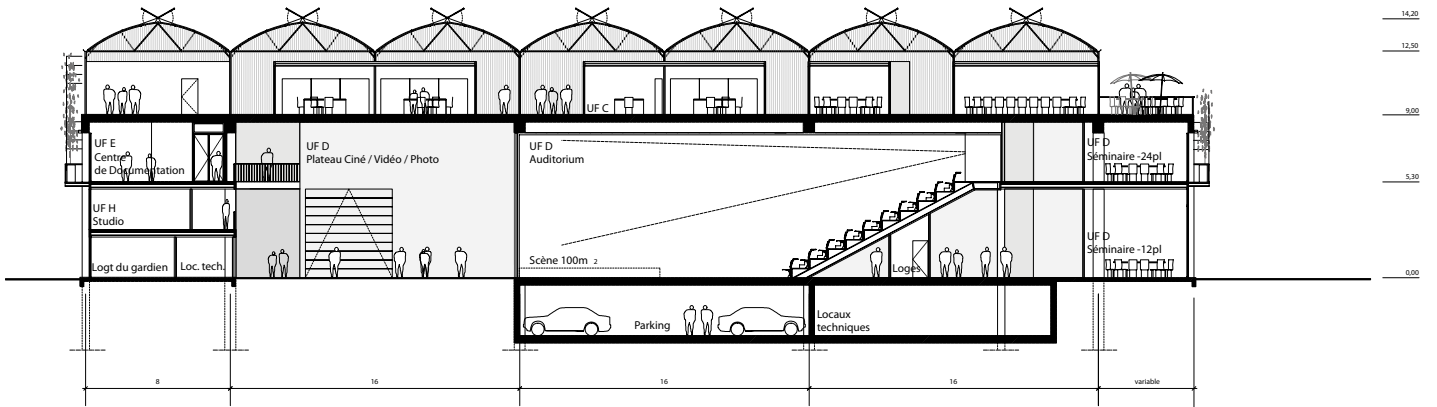 14,20
12,50
UF C
9,00
UF E
Centre
de Documentation
UF D
Plateau Ciné / Vidéo / Photo
UF D
Auditorium
UF D
Séminaire -24pl
5,30
UF H
Studio
UF D
Séminaire -12pl
Logt du gardien
Loc. tech.
Scène 100m 2
Loges
0,00
Parking
Locaux
techniques
8
16
16
16
variable